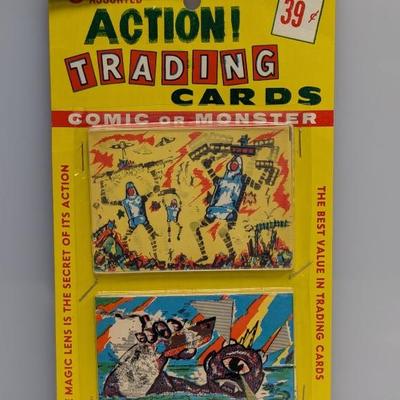 ASSORTED
39¢
ACTION!
TRADING
CARDS
COMIC OR MONSTER
MAGIC LENS IS THE SECRET OF ITS ACTION
THE BEST VALUE IN TRADING CARDS